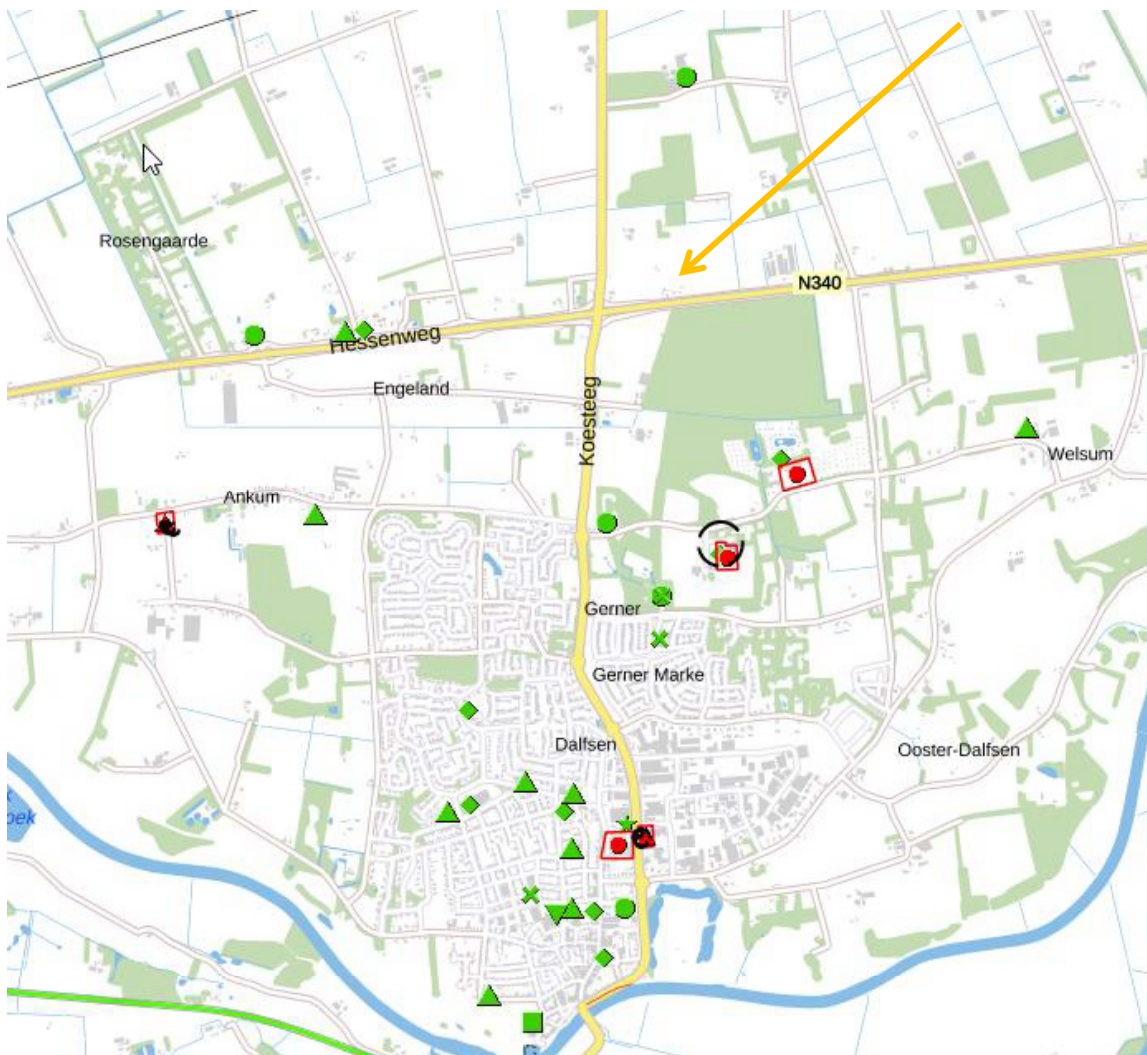 Rosengaarde
N340
Hessenweg
Engeland
Koesteeg
Welsum
Ankum
Gerner
Gerner Marke
Dalfsen
Ooster-Dalfsen